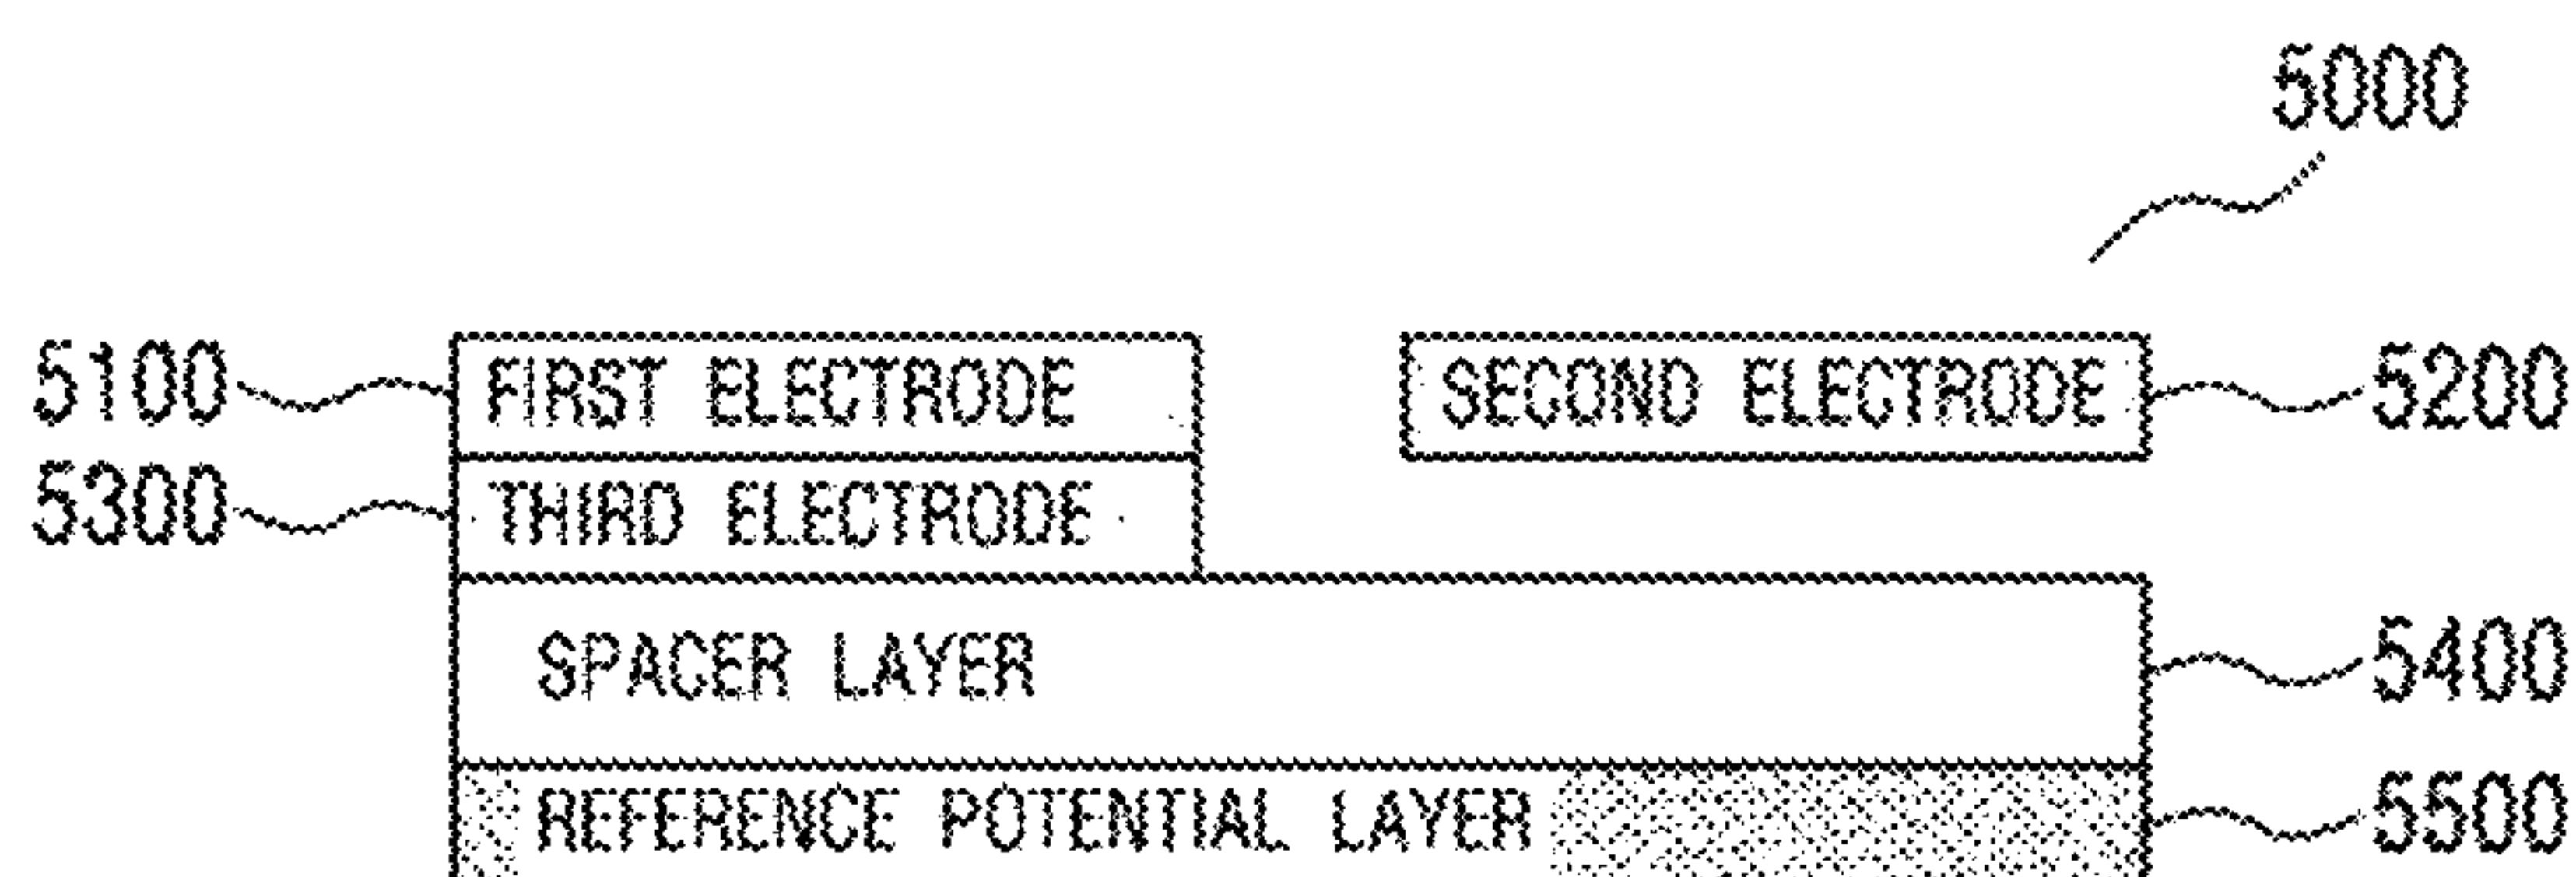 5000
5100 FIRST ELECTRODE SECOND ELECTRODE 5200
5300 THIRD ELECTRODE
SPACER LAYER 5400
REFERENCE POTENTIAL LAYER 5500